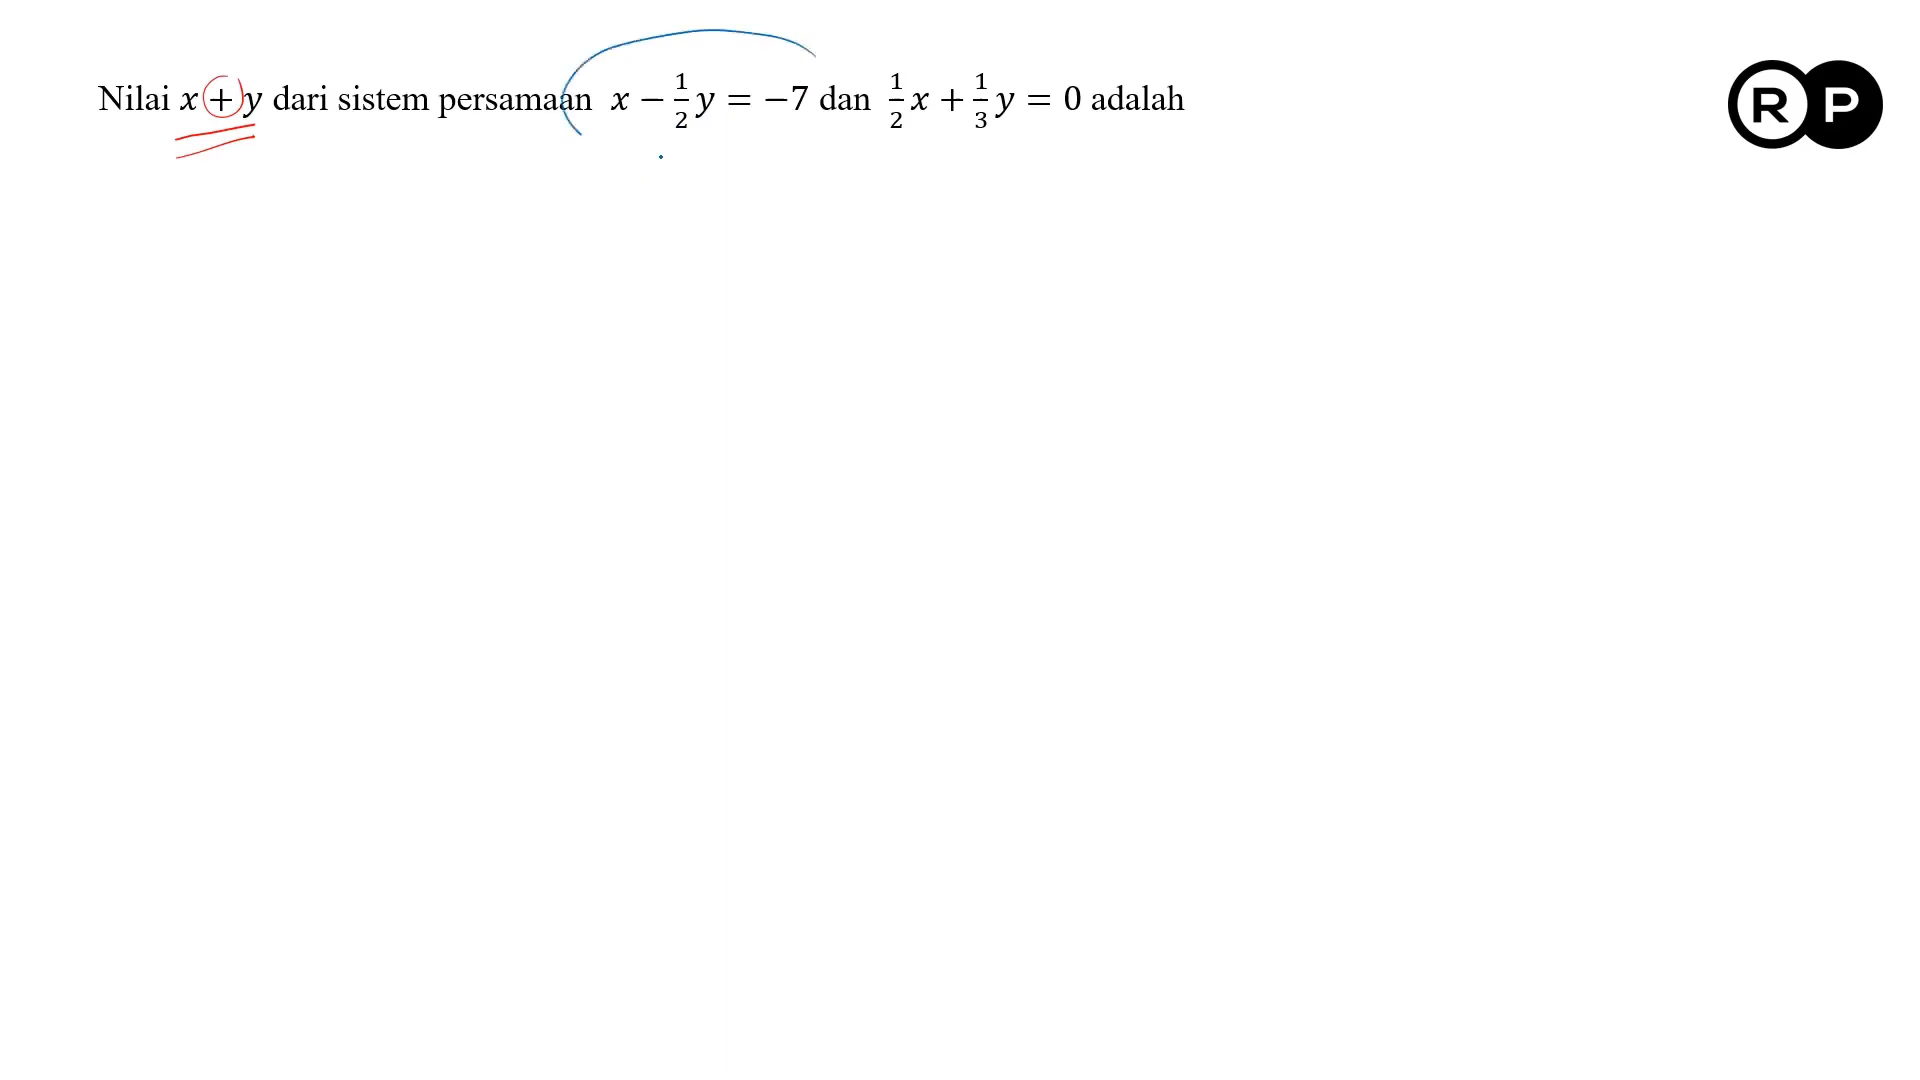 Nilai x + y dari sistem persamaan x − 1/2 y = −7 dan 1/2 x + 1/3 y = 0 adalah
RP